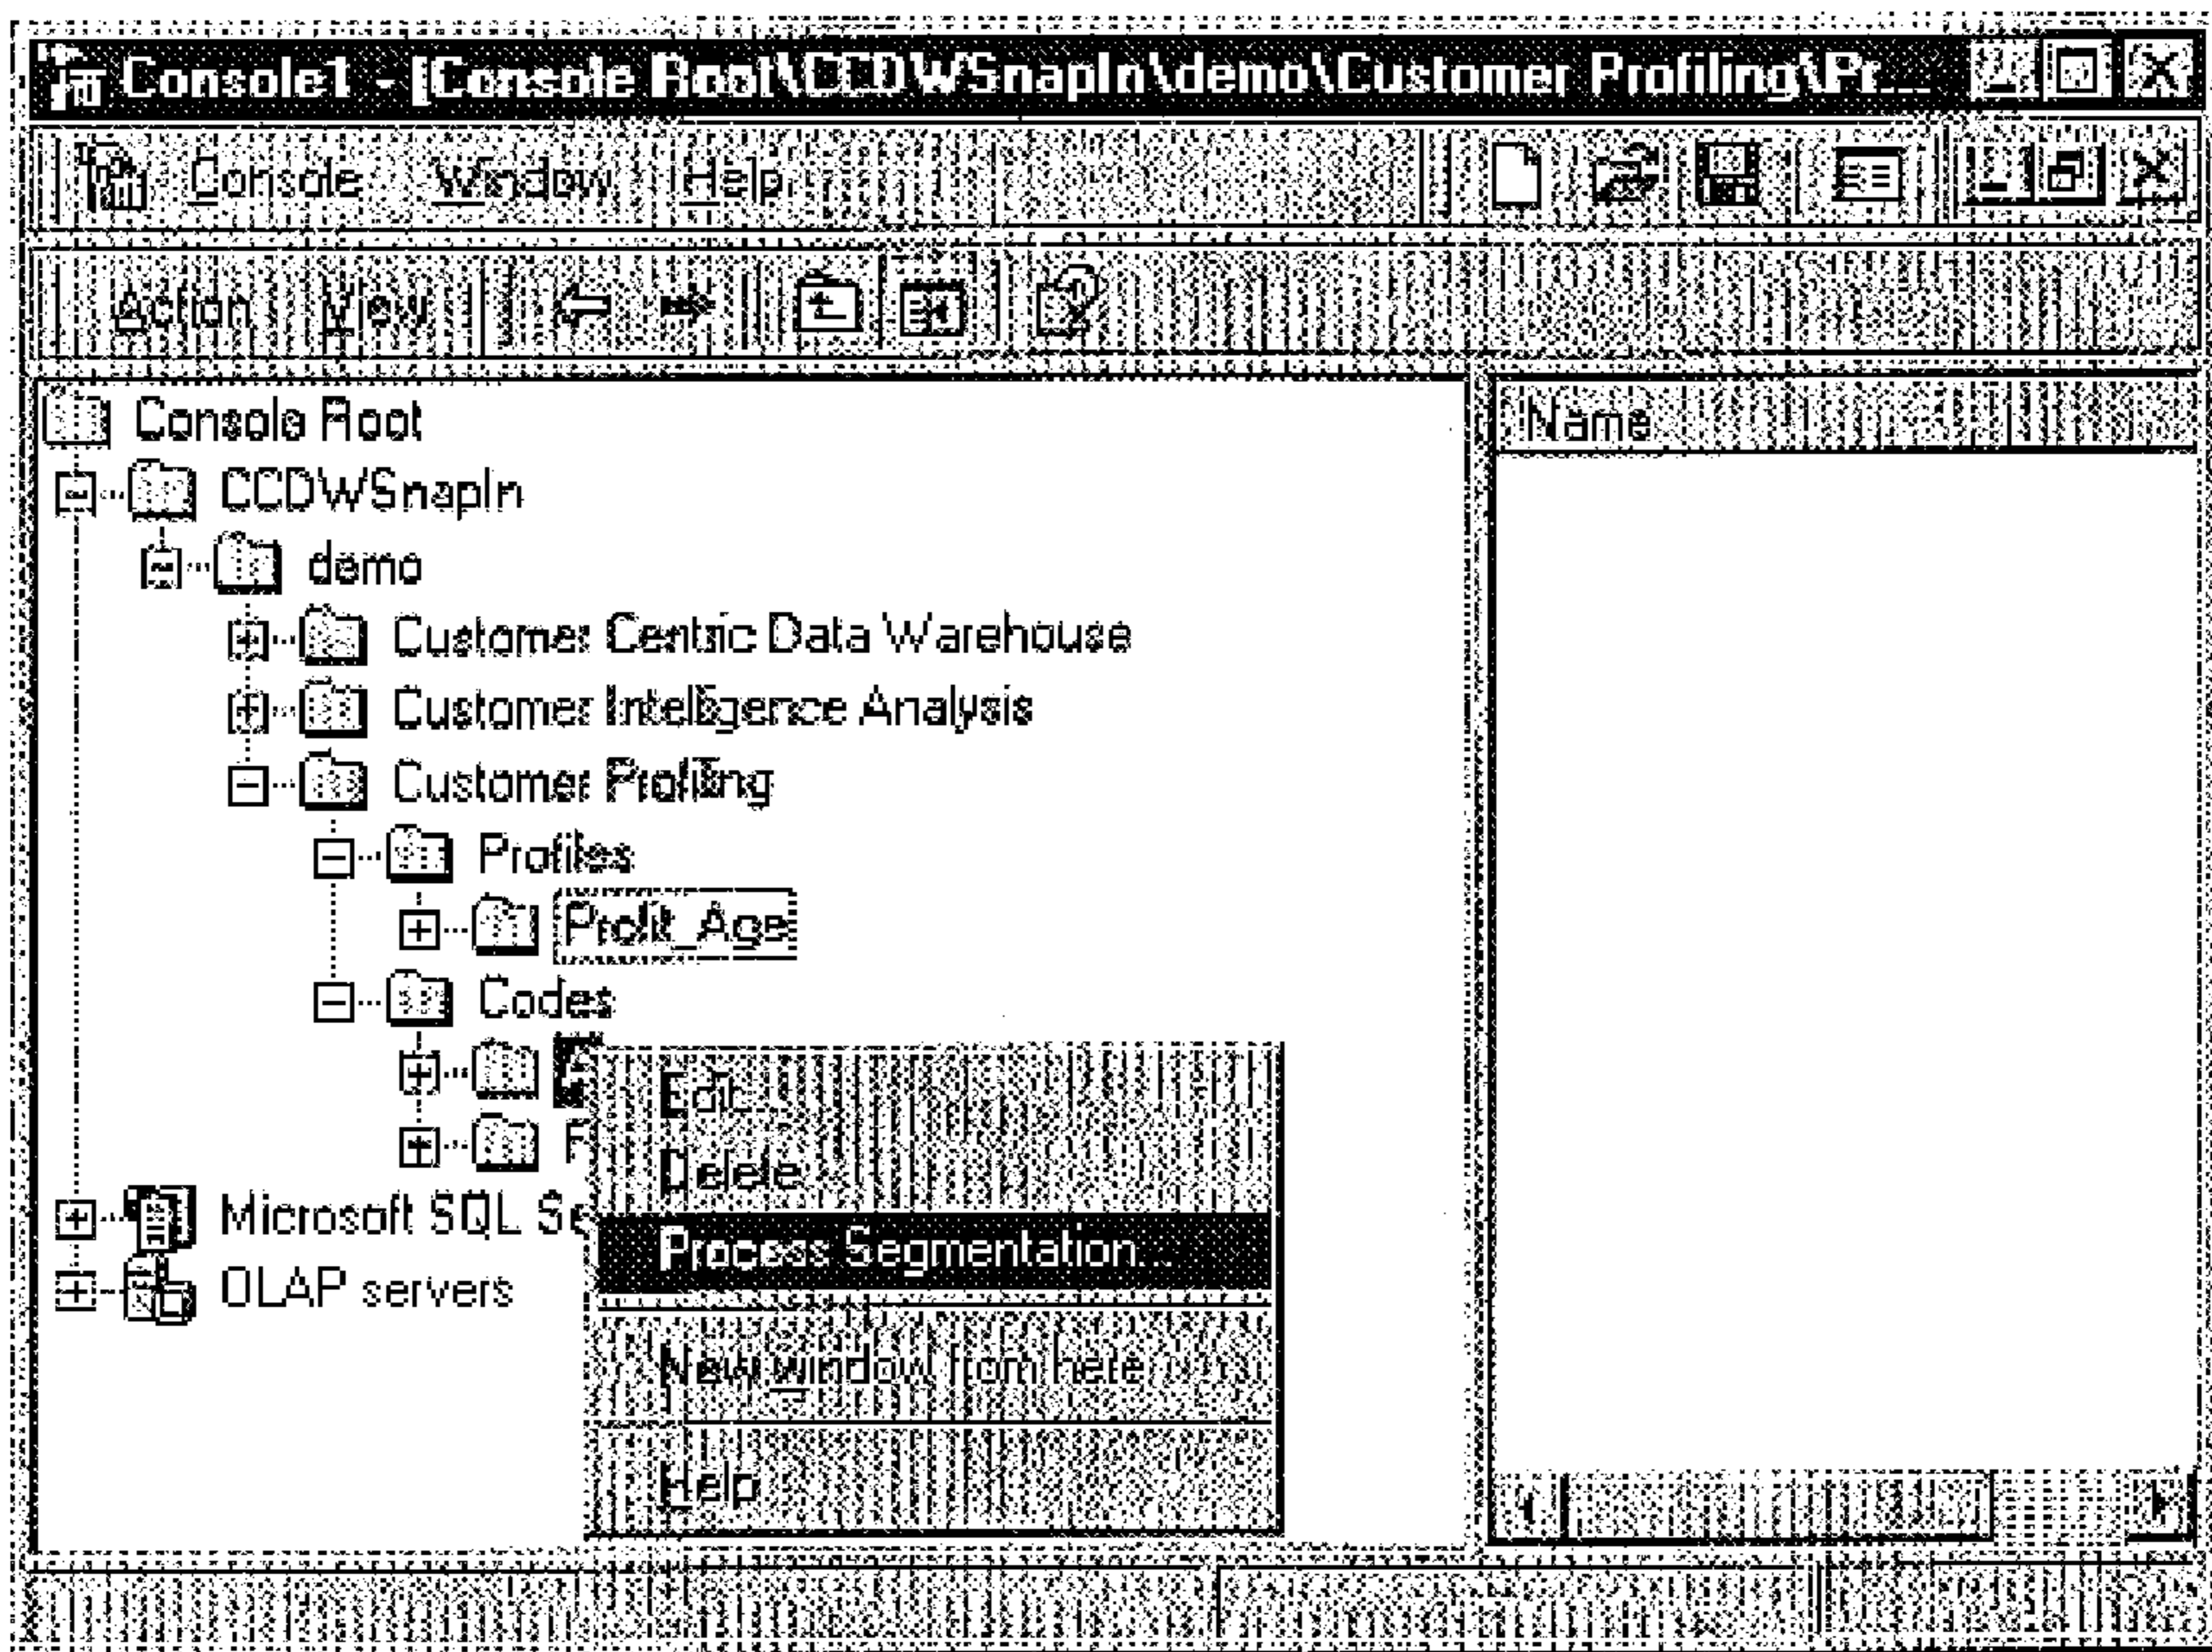 Console1 - [Console Root\CCDWSnapIn\demo\Customer Profiling\Pr...
Console Window Help
Action View
Console Root
CCDWSnapIn
demo
Customer Centric Data Warehouse
Customer Intelligence Analysis
Customer Profiling
Profiles
Profit_Age
Codes
Microsoft SQL Se
OLAP servers
Name
Edit...
Delete
Process Segmentation...
New window from here
Help